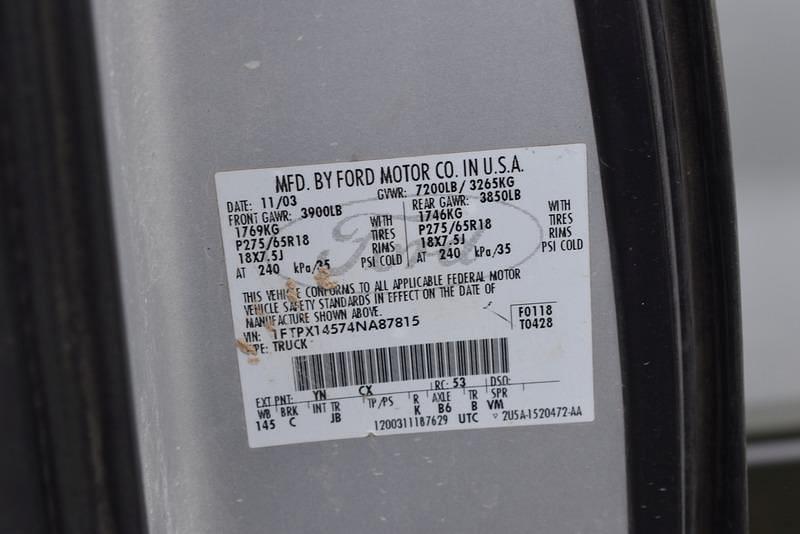 MFD. BY FORD MOTOR CO. IN U.S.A.
DATE: 11/03 GVWR: 7200LB/ 3265KG
FRONT GAWR: 3900LB REAR GAWR: 3850LB
1769KG WITH 1746KG WITH
P275/65R18 TIRES P275/65R18 TIRES
18X7.5J RIMS 18X7.5J RIMS
AT 240 kPa/35 PSI COLD AT 240 kPa/35 PSI COLD
Ford
THIS VEHICLE CONFORMS TO ALL APPLICABLE FEDERAL MOTOR
VEHICLE SAFETY STANDARDS IN EFFECT ON THE DATE OF
MANUFACTURE SHOWN ABOVE.
VIN: 1FTPX14574NA87815 F0118
TYPE: TRUCK T0428
EXT PNT: YN CX RC: 53 DSO:
WB BRK INT TR TP/PS R AXLE TR SPR
145 C JB K B6 B VM
1200311187629 UTC 2U5A-1520472-AA